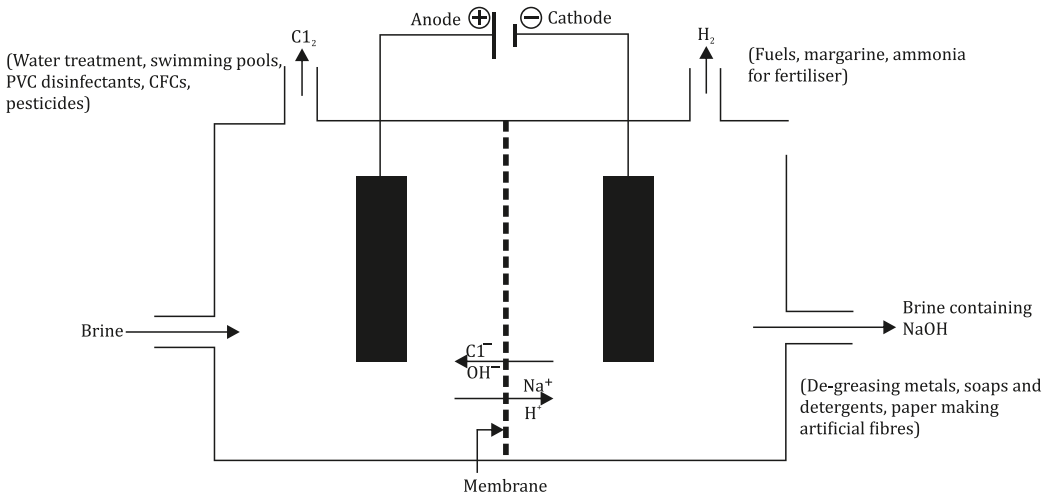 Anode + − Cathode
C1₂
H₂
(Water treatment, swimming pools,
PVC disinfectants, CFCs,
pesticides)
(Fuels, margarine, ammonia
for fertiliser)
Brine
Brine containing
NaOH
C1⁻
OH⁻
Na⁺
H⁺
(De-greasing metals, soaps and
detergents, paper making
artificial fibres)
Membrane